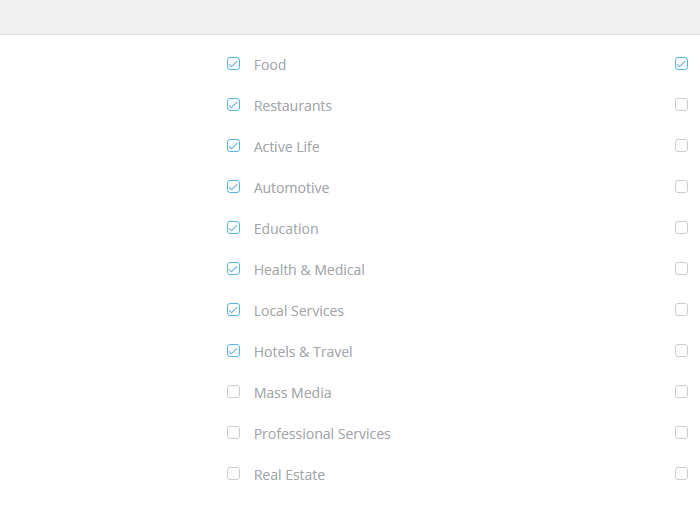 Food
Restaurants
Active Life
Automotive
Education
Health & Medical
Local Services
Hotels & Travel
Mass Media
Professional Services
Real Estate